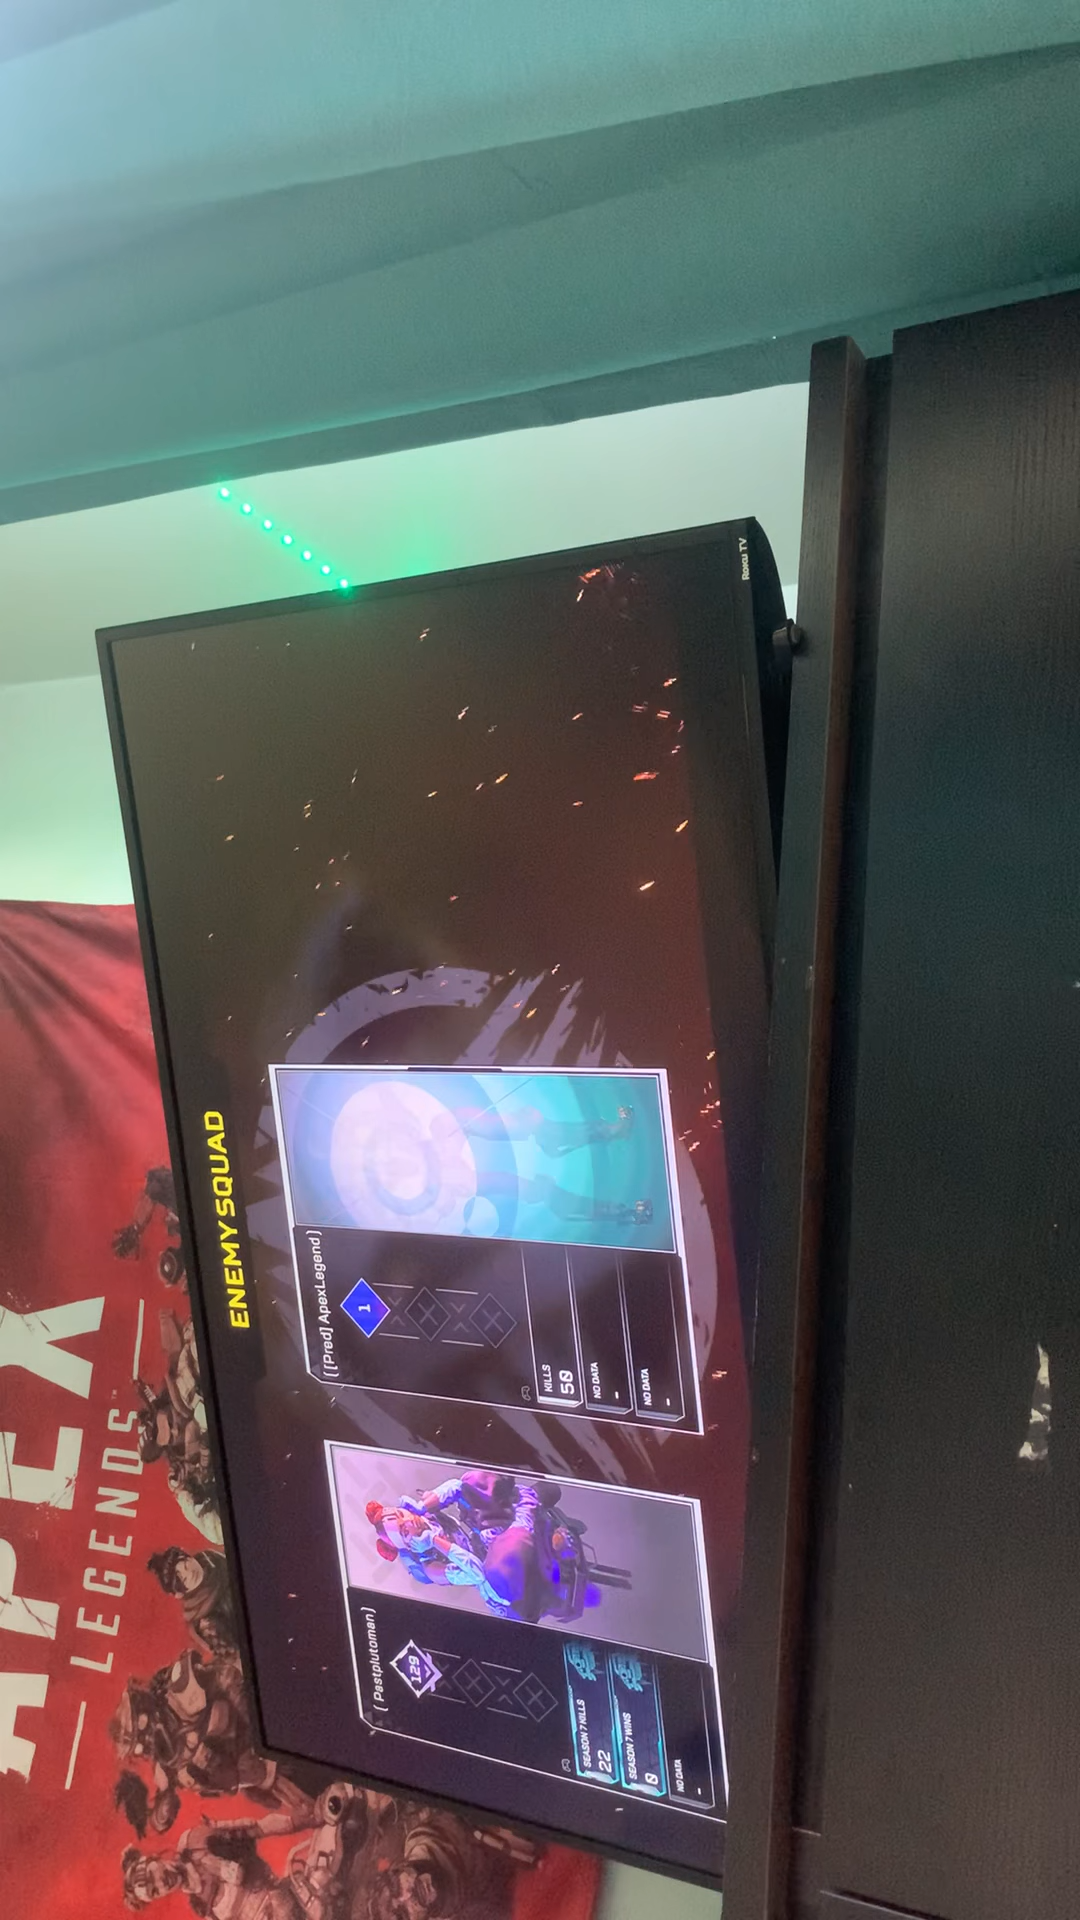 ENEMY SQUAD
[ Pastplutoman ]
129
SEASON 7 KILLS
22
SEASON 7 WINS
0
NO DATA
-
[ [Pred] ApexLegend ]
1
KILLS
50
NO DATA
-
NO DATA
-
Roku TV
APEX
LEGENDS™